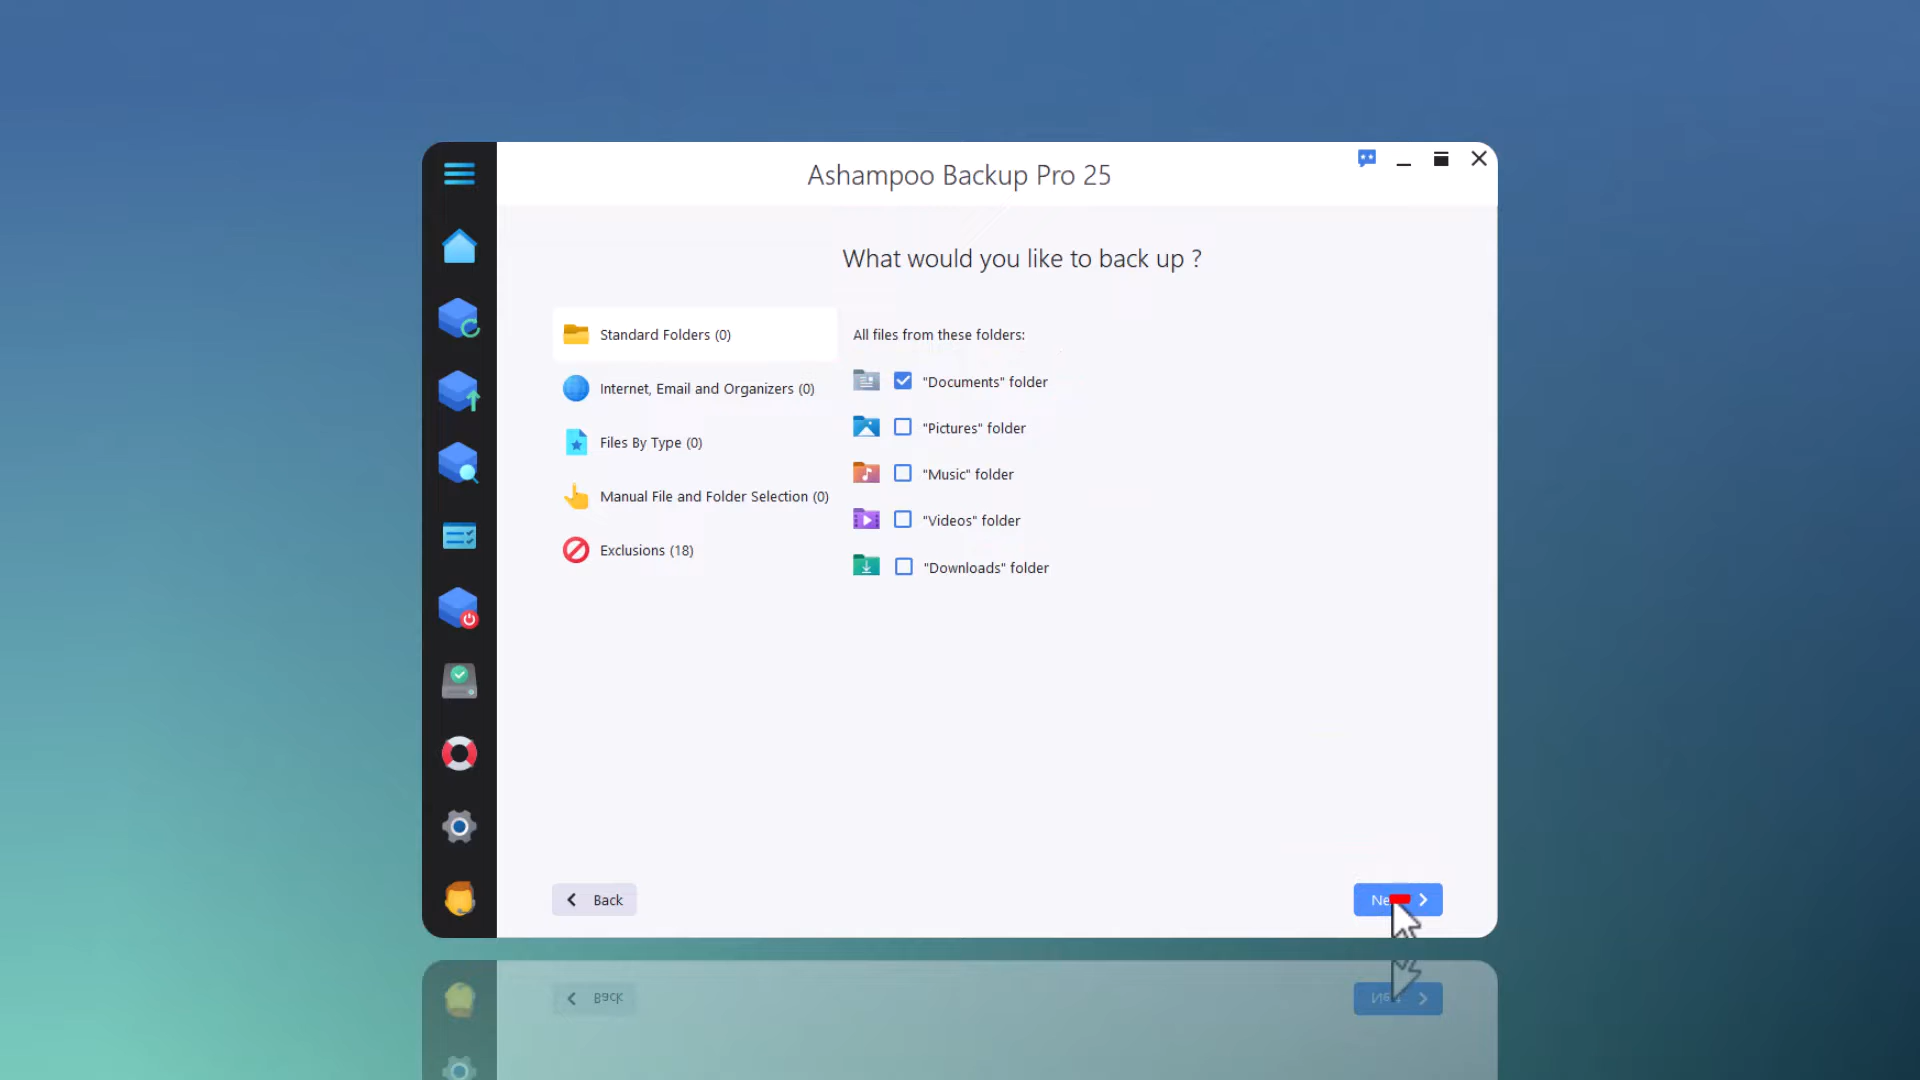 Ashampoo Backup Pro 25
What would you like to back up ?
Standard Folders (0)
Internet, Email and Organizers (0)
Files By Type (0)
Manual File and Folder Selection (0)
Exclusions (18)
All files from these folders:
"Documents" folder
"Pictures" folder
"Music" folder
"Videos" folder
"Downloads" folder
Back